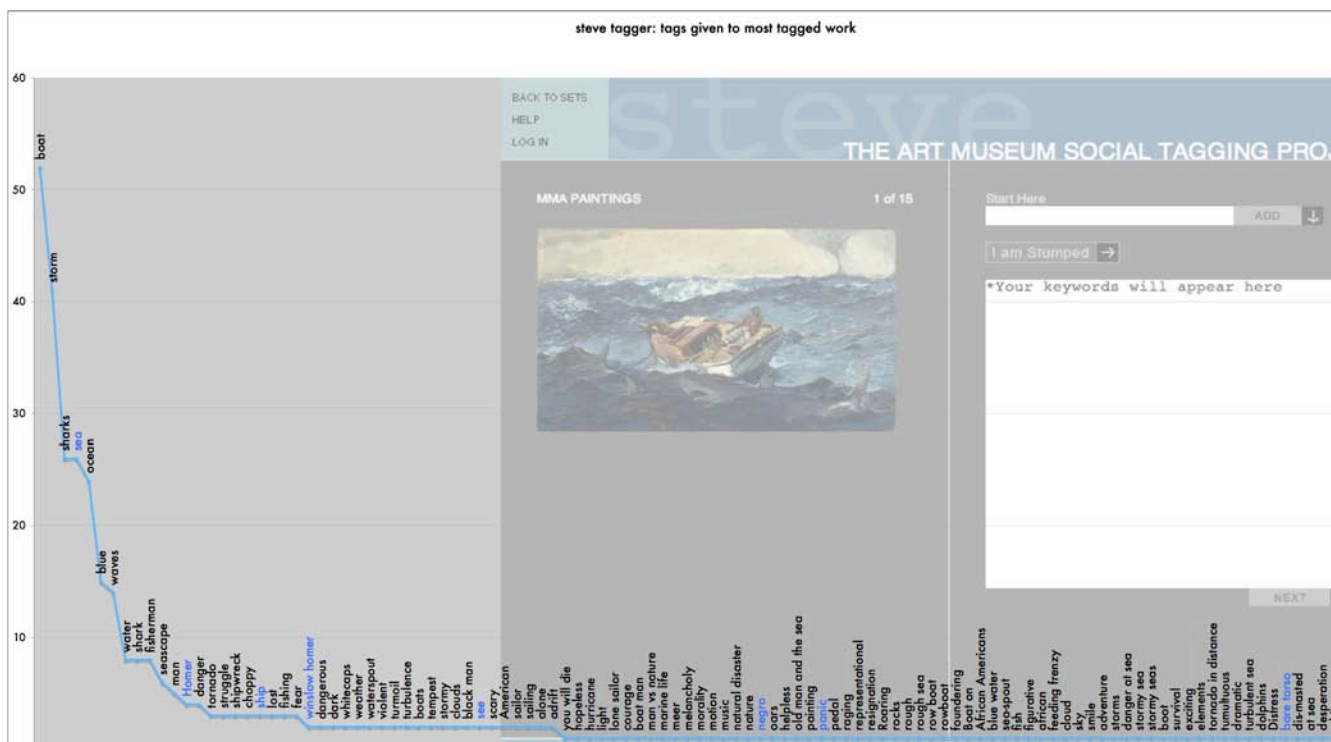 steve tagger: tags given to most tagged work
60
50
40
30
20
10
steve
BACK TO SETS
HELP
LOG IN
THE ART MUSEUM SOCIAL TAGGING PROJ
MMA PAINTINGS
1 of 15
Start Here
ADD
I am Stumped
*Your keywords will appear here
NEXT
boat
storm
sharks
sea
ocean
blue
waves
water
shark
fisherman
seascape
man
Homer
danger
tornado
struggle
shipwreck
choppy
ship
lost
fishing
fear
winslow homer
dangerous
dark
whitecaps
weather
waterspout
violent
turmoil
turbulence
boats
tempest
stormy
clouds
black man
see
scary
American
sailor
sailing
alone
adrift
you will die
hopeless
hurricane
light
lone sailor
courage
boat man
man vs nature
marine life
meer
melancholy
morality
motion
music
natural disaster
nature
negro
oars
helpless
old man and the sea
painting
panic
pedal
raging
representational
resignation
Roaring
rocks
rough
rough sea
row boat
rowboat
foundering
Boat on
African Americans
blue water
sea-spout
fish
figurative
african
feeding frenzy
cloud
sky
smile
adventure
storms
danger at sea
stormy sea
stormy seas
boot
survival
exciting
elements
tornado in distance
tumultuous
dramatic
turbulent sea
dolphins
Distress
bare torso
dis-masted
at sea
desperation